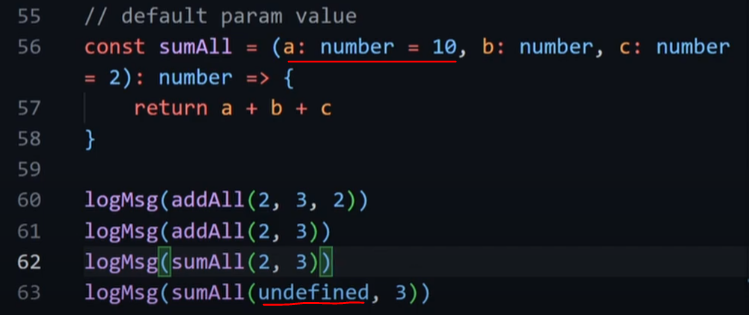 55 // default param value
56 const sumAll = (a: number = 10, b: number, c: number
= 2): number => {
57 return a + b + c
58 }
59
60 logMsg(addAll(2, 3, 2))
61 logMsg(addAll(2, 3))
62 logMsg(sumAll(2, 3))
63 logMsg(sumAll(undefined, 3))